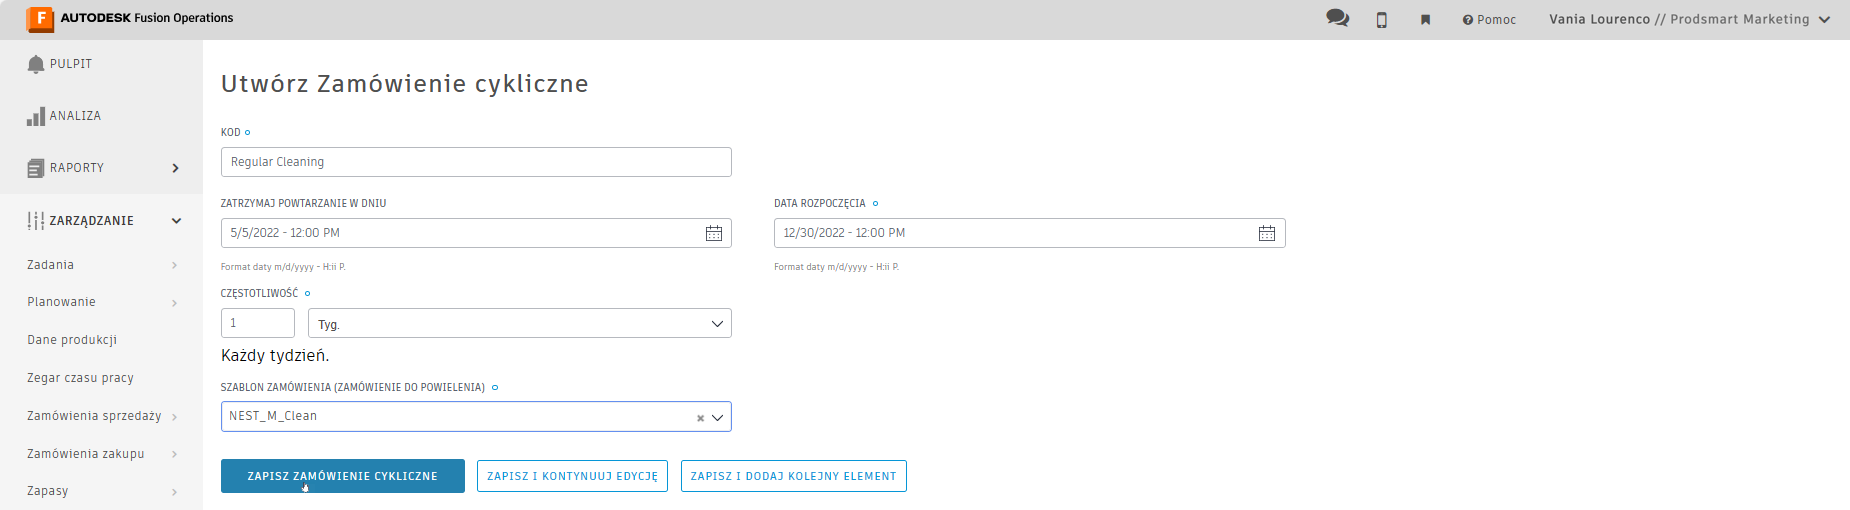 AUTODESK Fusion Operations
Pomoc
Vania Lourenco // Prodsmart Marketing
PULPIT
ANALIZA
RAPORTY
ZARZĄDZANIE
Zadania
Planowanie
Dane produkcji
Zegar czasu pracy
Zamówienia sprzedaży
Zamówienia zakupu
Zapasy
Utwórz Zamówienie cykliczne
KOD
Regular Cleaning
ZATRZYMAJ POWTARZANIE W DNIU
DATA ROZPOCZĘCIA
5/5/2022 - 12:00 PM
12/30/2022 - 12:00 PM
Format daty m/d/yyyy - H:ii P.
Format daty m/d/yyyy - H:ii P.
CZĘSTOTLIWOŚĆ
1
Tyg.
Każdy tydzień.
SZABLON ZAMÓWIENIA (ZAMÓWIENIE DO POWIELENIA)
NEST_M_Clean
ZAPISZ ZAMÓWIENIE CYKLICZNE
ZAPISZ I KONTYNUUJ EDYCJĘ
ZAPISZ I DODAJ KOLEJNY ELEMENT